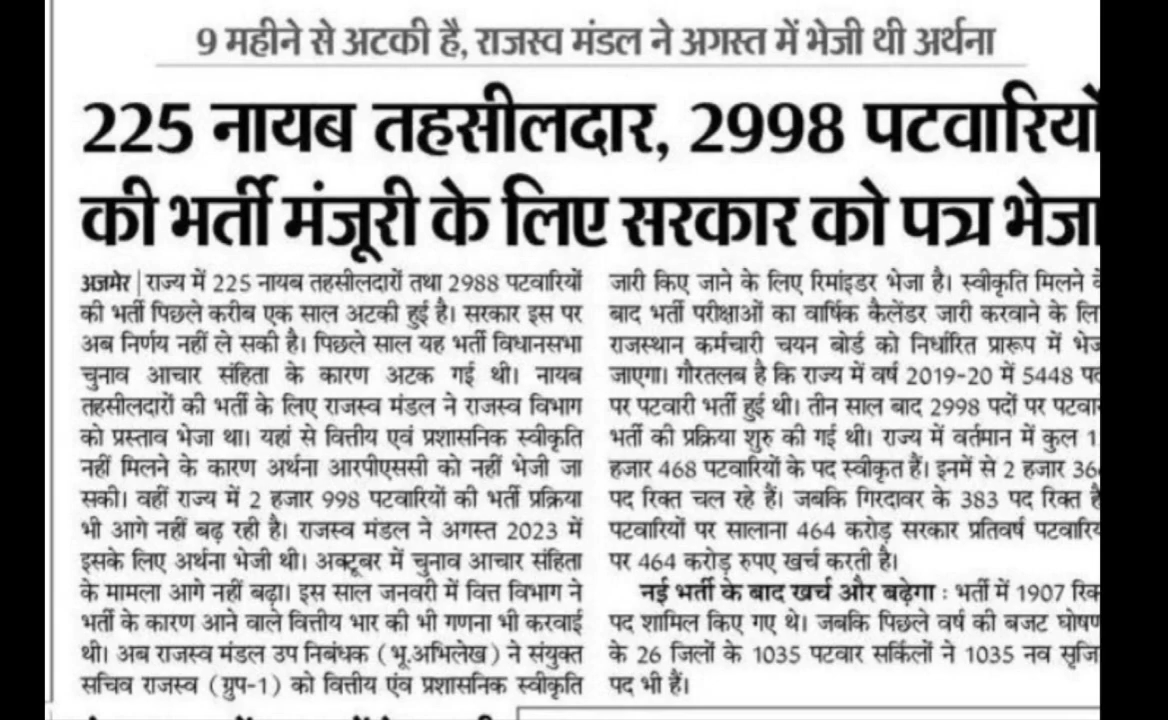 9 महीने से अटकी है, राजस्व मंडल ने अगस्त में भेजी थी अर्थना
225 नायब तहसीलदार, 2998 पटवारियों
की भर्ती मंजूरी के लिए सरकार को पत्र भेजा
अजमेर | राज्य में 225 नायब तहसीलदारों तथा 2988 पटवारियों
की भर्ती पिछले करीब एक साल अटकी हुई है। सरकार इस पर
अब निर्णय नहीं ले सकी है। पिछले साल यह भर्ती विधानसभा
चुनाव आचार संहिता के कारण अटक गई थी। नायब
तहसीलदारों की भर्ती के लिए राजस्व मंडल ने राजस्व विभाग
को प्रस्ताव भेजा था। यहां से वित्तीय एवं प्रशासनिक स्वीकृति
नहीं मिलने के कारण अर्थना आरपीएससी को नहीं भेजी जा
सकी। वहीं राज्य में 2 हजार 998 पटवारियों की भर्ती प्रक्रिया
भी आगे नहीं बढ़ रही है। राजस्व मंडल ने अगस्त 2023 में
इसके लिए अर्थना भेजी थी। अक्टूबर में चुनाव आचार संहिता
के मामला आगे नहीं बढ़ा। इस साल जनवरी में वित्त विभाग ने
भर्ती के कारण आने वाले वित्तीय भार की भी गणना भी करवाई
थी। अब राजस्व मंडल उप निबंधक (भू.अभिलेख) ने संयुक्त
सचिव राजस्व (ग्रुप-1) को वित्तीय एंव प्रशासनिक स्वीकृति
जारी किए जाने के लिए रिमांइडर भेजा है। स्वीकृति मिलने
बाद भर्ती परीक्षाओं का वार्षिक कैलेंडर जारी करवाने के
राजस्थान कर्मचारी चयन बोर्ड को निर्धारित प्रारूप में
जाएगा। गौरतलब है कि राज्य में वर्ष 2019-20 में 5448
पर पटवारी भर्ती हुई थी। तीन साल बाद 2998 पदों पर
भर्ती की प्रक्रिया शुरु की गई थी। राज्य में वर्तमान में कुल
हजार 468 पटवारियों के पद स्वीकृत हैं। इनमें से 2 हजार
पद रिक्त चल रहे हैं। जबकि गिरदावर के 383 पद रिक्त
पटवारियों पर सालाना 464 करोड़ सरकार प्रतिवर्ष
पर 464 करोड़ रुपए खर्च करती है।
नई भर्ती के बाद खर्च और बढ़ेगा : भर्ती में 1907
पद शामिल किए गए थे। जबकि पिछले वर्ष की बजट
के 26 जिलों के 1035 पटवार सर्किलों ने 1035 नव
पद भी हैं।